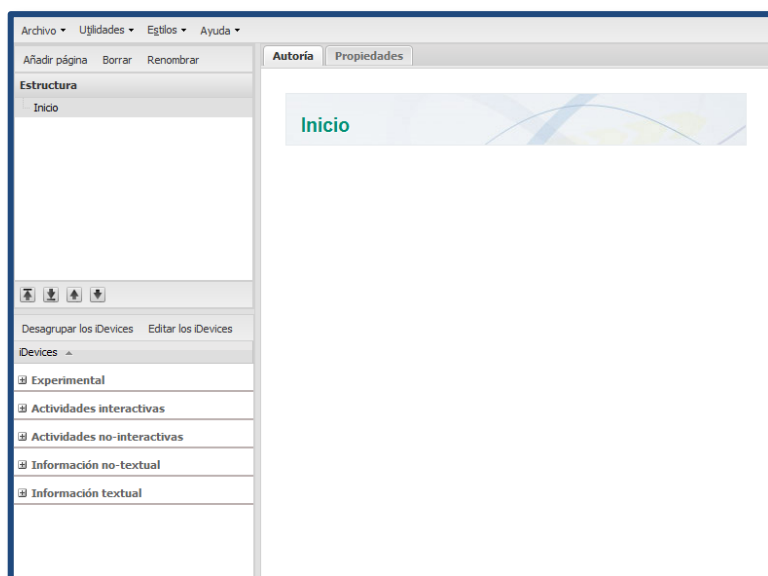 Archivo Utilidades Estilos Ayuda
Añadir página Borrar Renombrar
Estructura
Inicio
Autoría Propiedades
Inicio
Desagrupar los iDevices Editar los iDevices
iDevices
Experimental
Actividades interactivas
Actividades no-interactivas
Información no-textual
Información textual